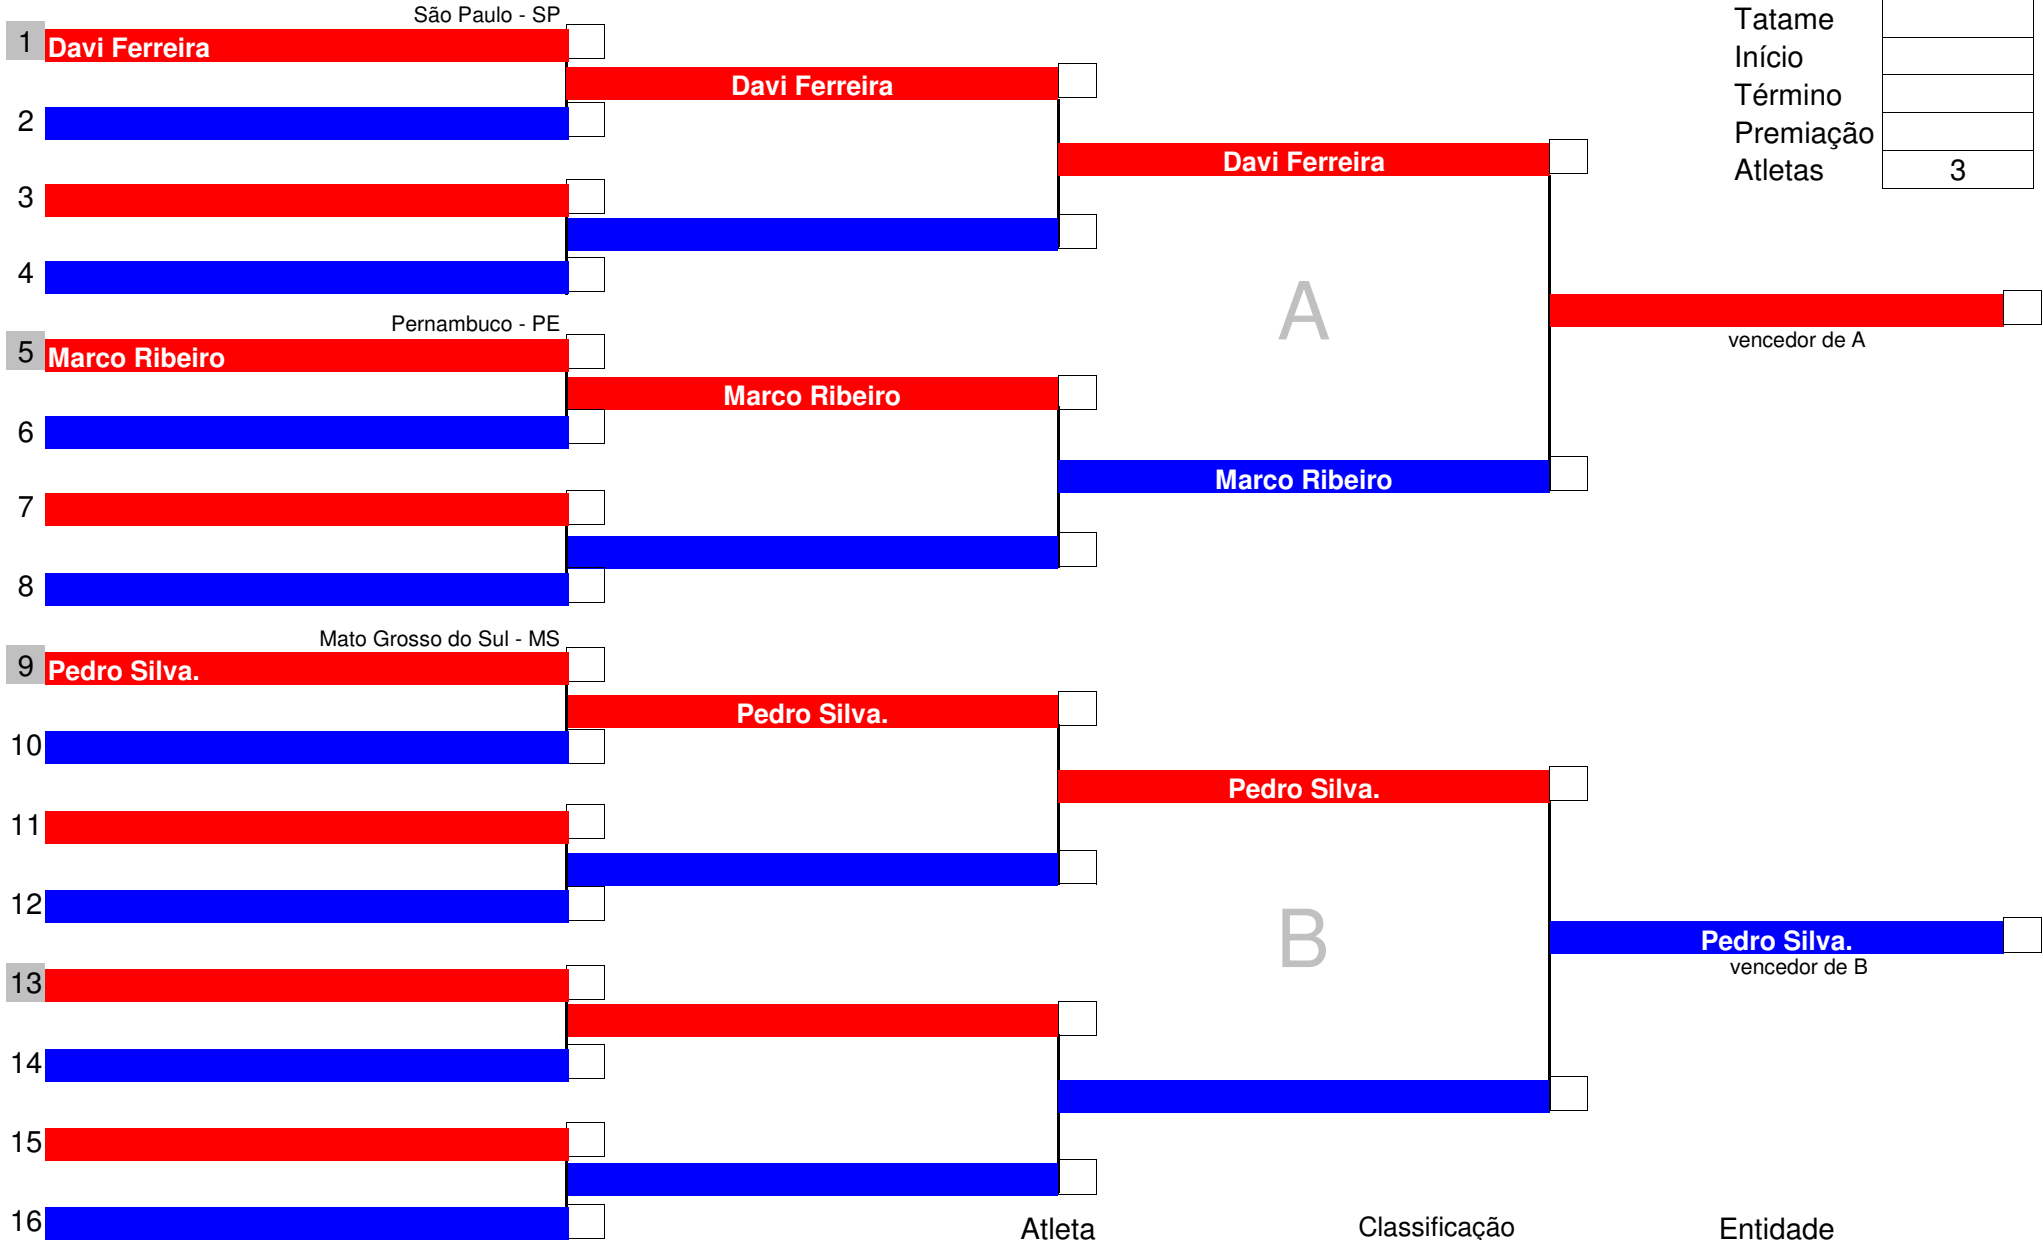 São Paulo - SP
1 Davi Ferreira
Davi Ferreira
2
Davi Ferreira
3
4
Pernambuco - PE
5 Marco Ribeiro
Marco Ribeiro
6
Marco Ribeiro
7
8
A
vencedor de A
Mato Grosso do Sul - MS
9 Pedro Silva.
Pedro Silva.
10
Pedro Silva.
11
12
B
Pedro Silva.
vencedor de B
13
14
15
16
Tatame
Início
Término
Premiação
Atletas 3
Atleta Classificação Entidade